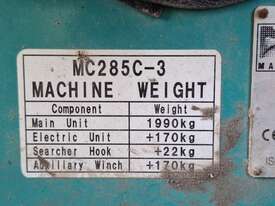 MC285C-3
MACHINE WEIGHT
Component Weight
Main Unit 1990kg
Electric Unit +170kg
Searcher Hook +22kg
Auxiliary Winch +170kg